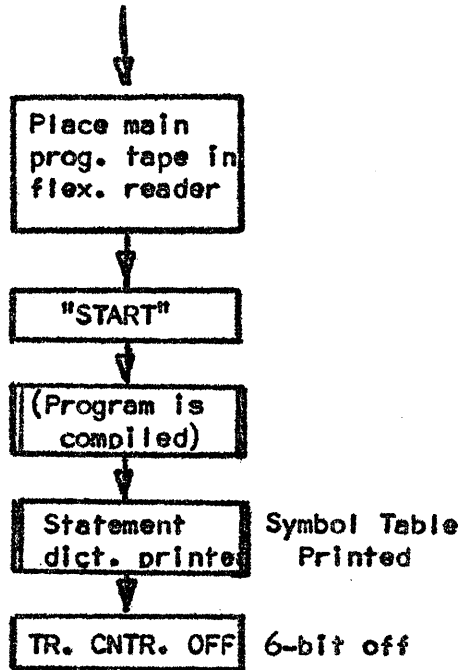 Place main
prog. tape in
flex. reader
"START"
(Program is
compiled)
Statement
dict. printed
Symbol Table
Printed
TR. CNTR. OFF
6-bit off